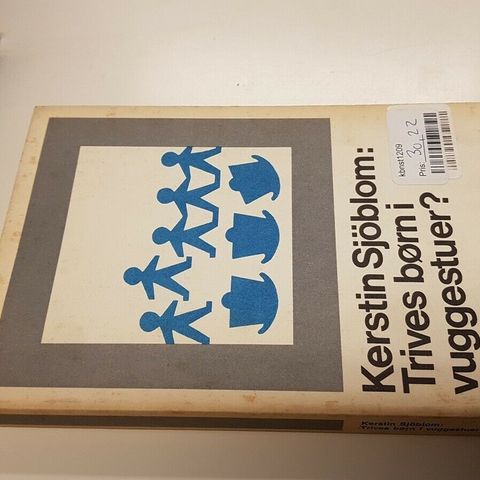 Kerstin Sjöblom:
Trives børn i
vuggestuer?
kbnst1209
Pris: 30,22
Kerstin Sjöblom:
Trives børn i vuggestuer